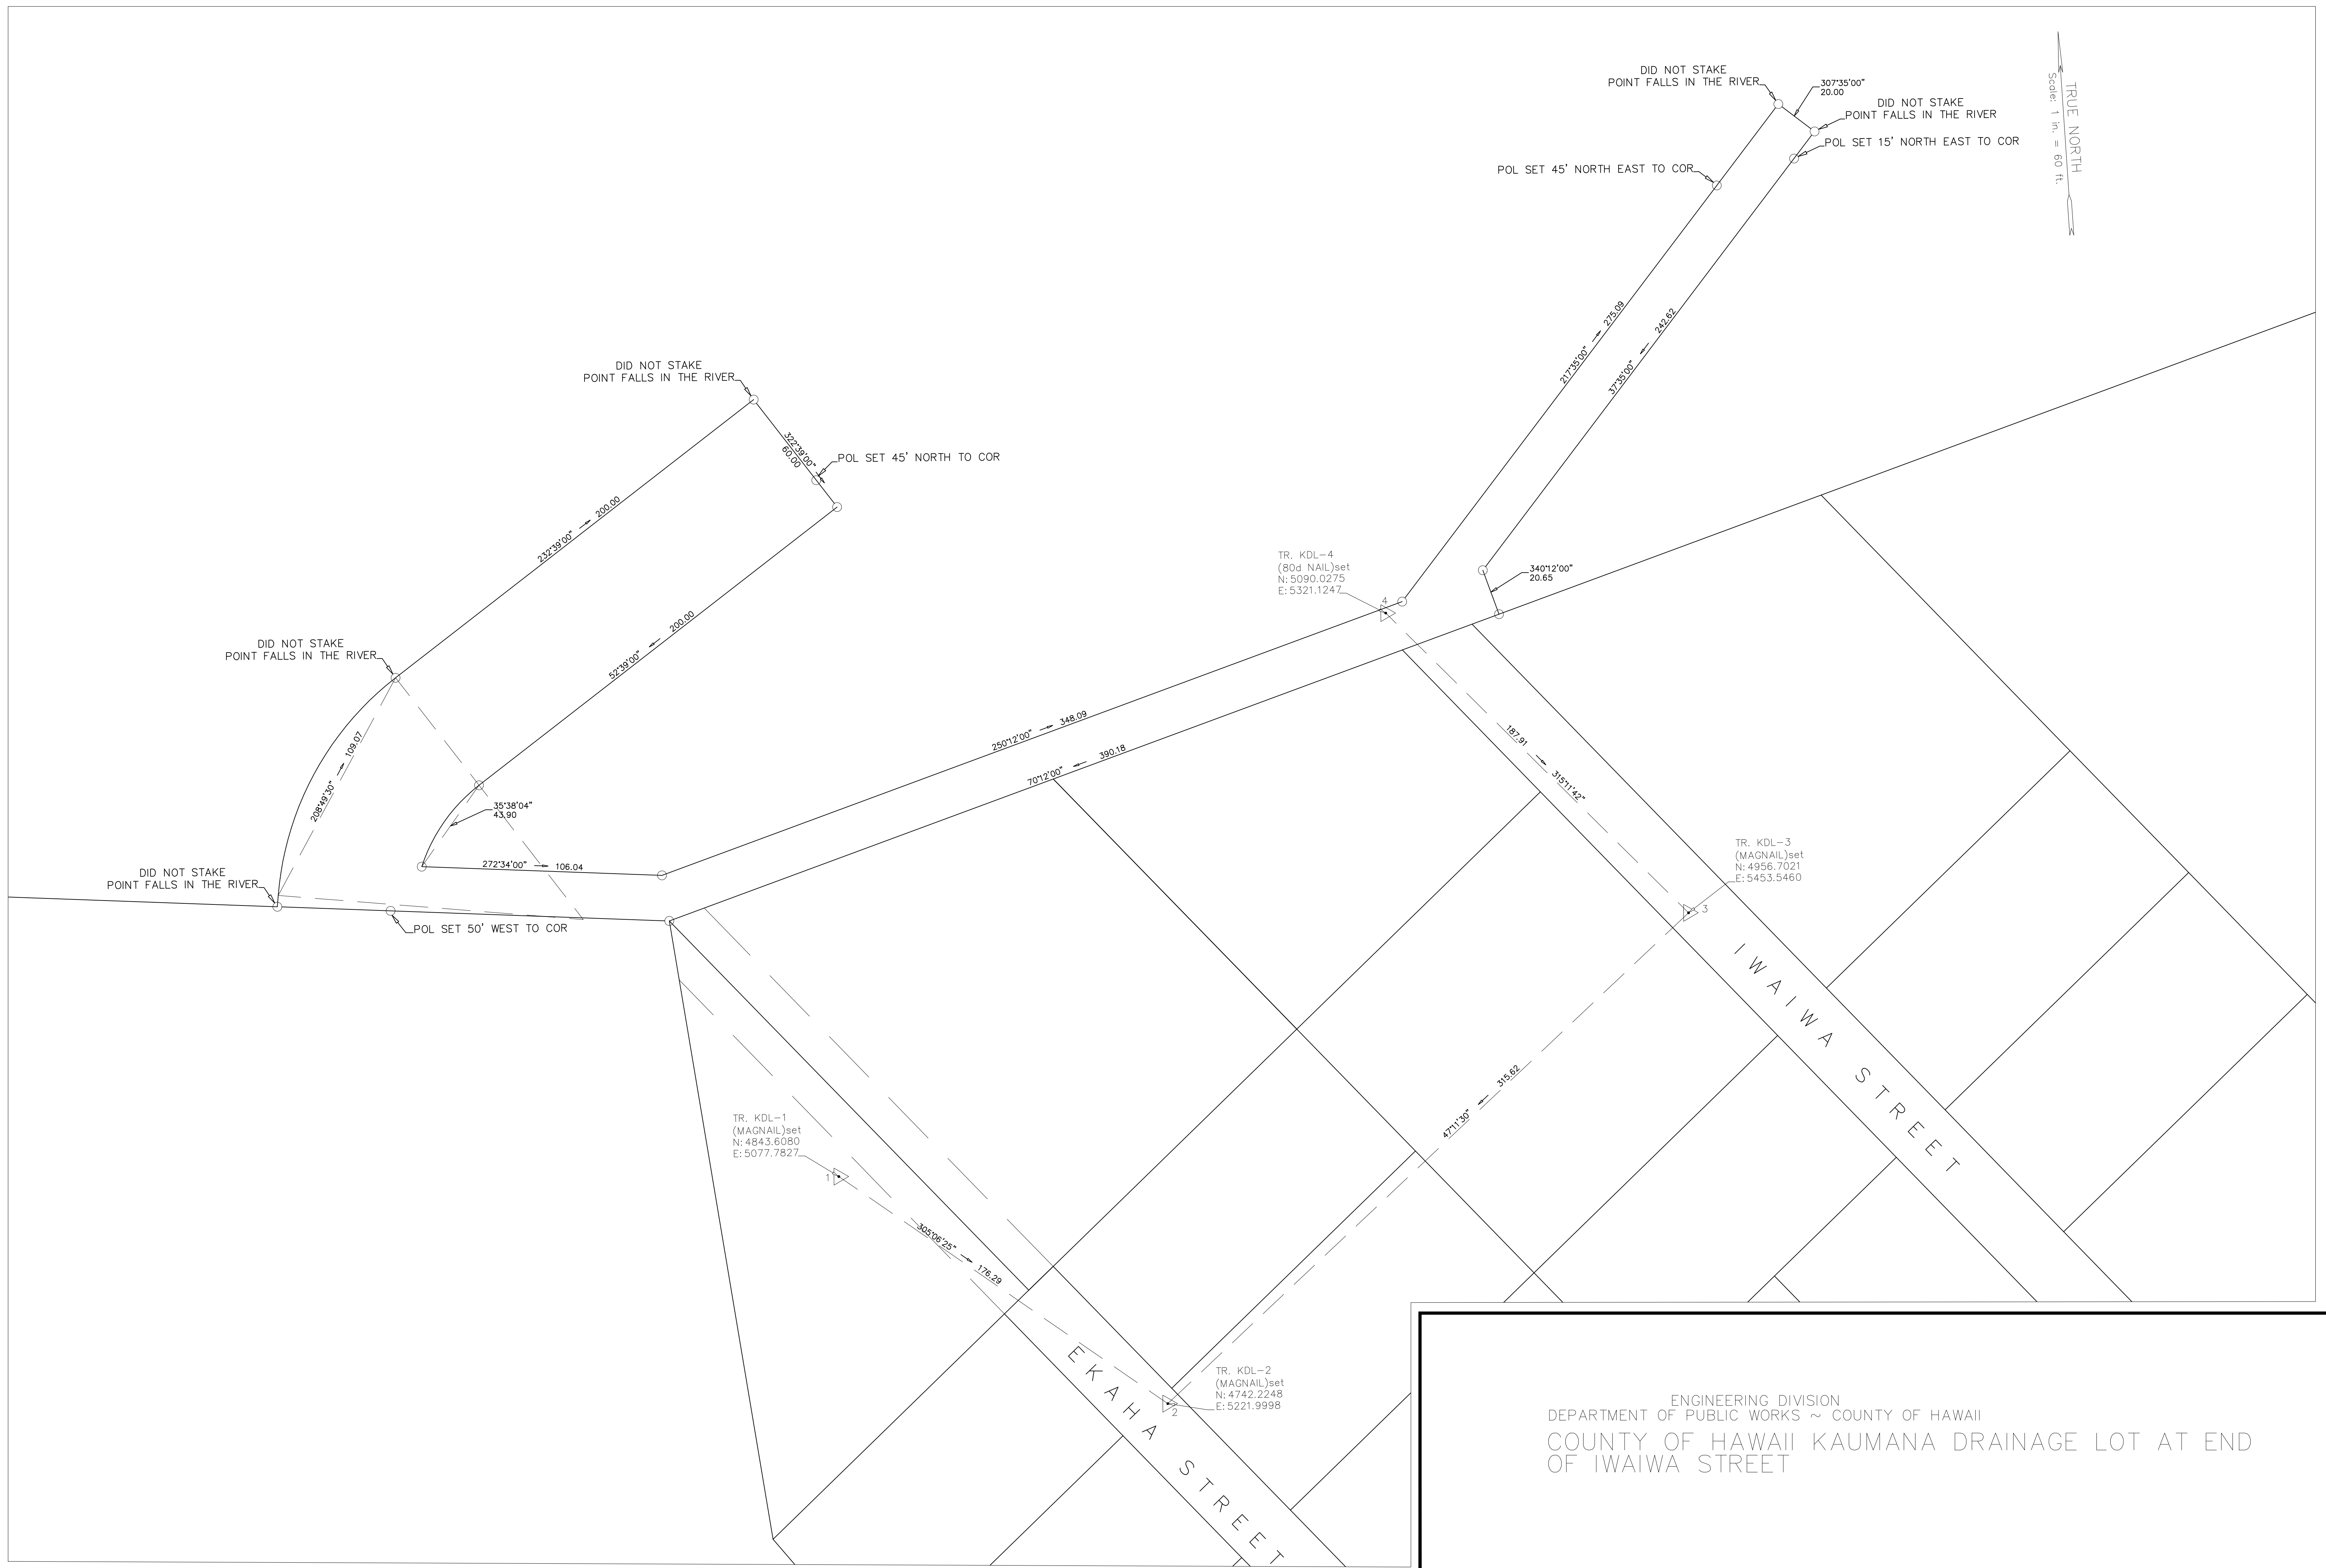 DID NOT STAKE
POINT FALLS IN THE RIVER
307°35'00"
20.00
DID NOT STAKE
POINT FALLS IN THE RIVER
POL SET 15' NORTH EAST TO COR
POL SET 45' NORTH EAST TO COR
TRUE NORTH
Scale: 1 in. = 60 ft.
217°35'00" 275.09
37°35'00" 242.62
DID NOT STAKE
POINT FALLS IN THE RIVER
322°39'00"
60.00
POL SET 45' NORTH TO COR
232°39'00" 200.00
52°39'00" 200.00
TR. KDL-4
(80d NAIL)set
N: 5090.0275
E: 5321.1247
4
340°12'00"
20.65
DID NOT STAKE
POINT FALLS IN THE RIVER
208°49'30" 109.07
35°38'04"
43.90
250°12'00" 348.09
70°12'00" 390.18
187.91 315°11'42"
272°34'00" 106.04
DID NOT STAKE
POINT FALLS IN THE RIVER
POL SET 50' WEST TO COR
TR. KDL-3
(MAGNAIL)set
N: 4956.7021
E: 5453.5460
3
IWAIWA STREET
47°11'30" 315.62
TR. KDL-1
(MAGNAIL)set
N: 4843.6080
E: 5077.7827
1
305°06'25" 176.29
TR. KDL-2
(MAGNAIL)set
N: 4742.2248
E: 5221.9998
2
EKAHA STREET
ENGINEERING DIVISION
DEPARTMENT OF PUBLIC WORKS ~ COUNTY OF HAWAII
COUNTY OF HAWAII KAUMANA DRAINAGE LOT AT END
OF IWAIWA STREET